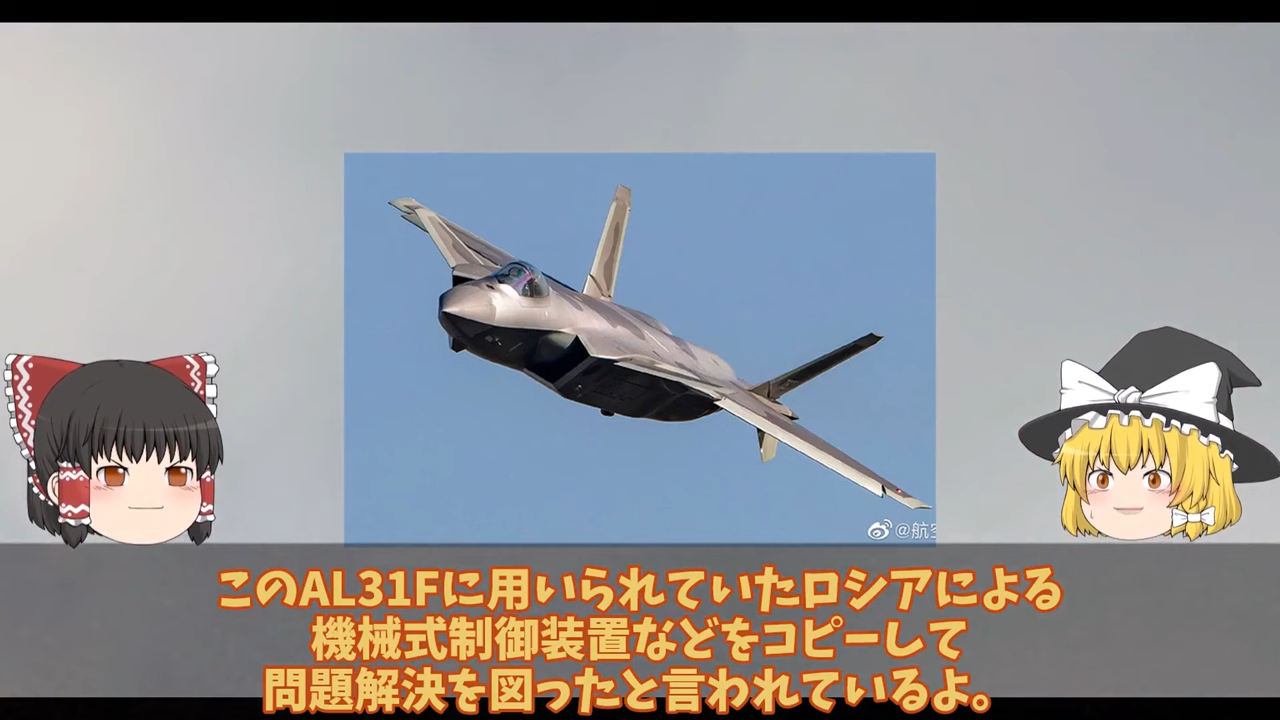 @航空
このAL31Fに用いられていたロシアによる
機械式制御装置などをコピーして
問題解決を図ったと言われているよ。